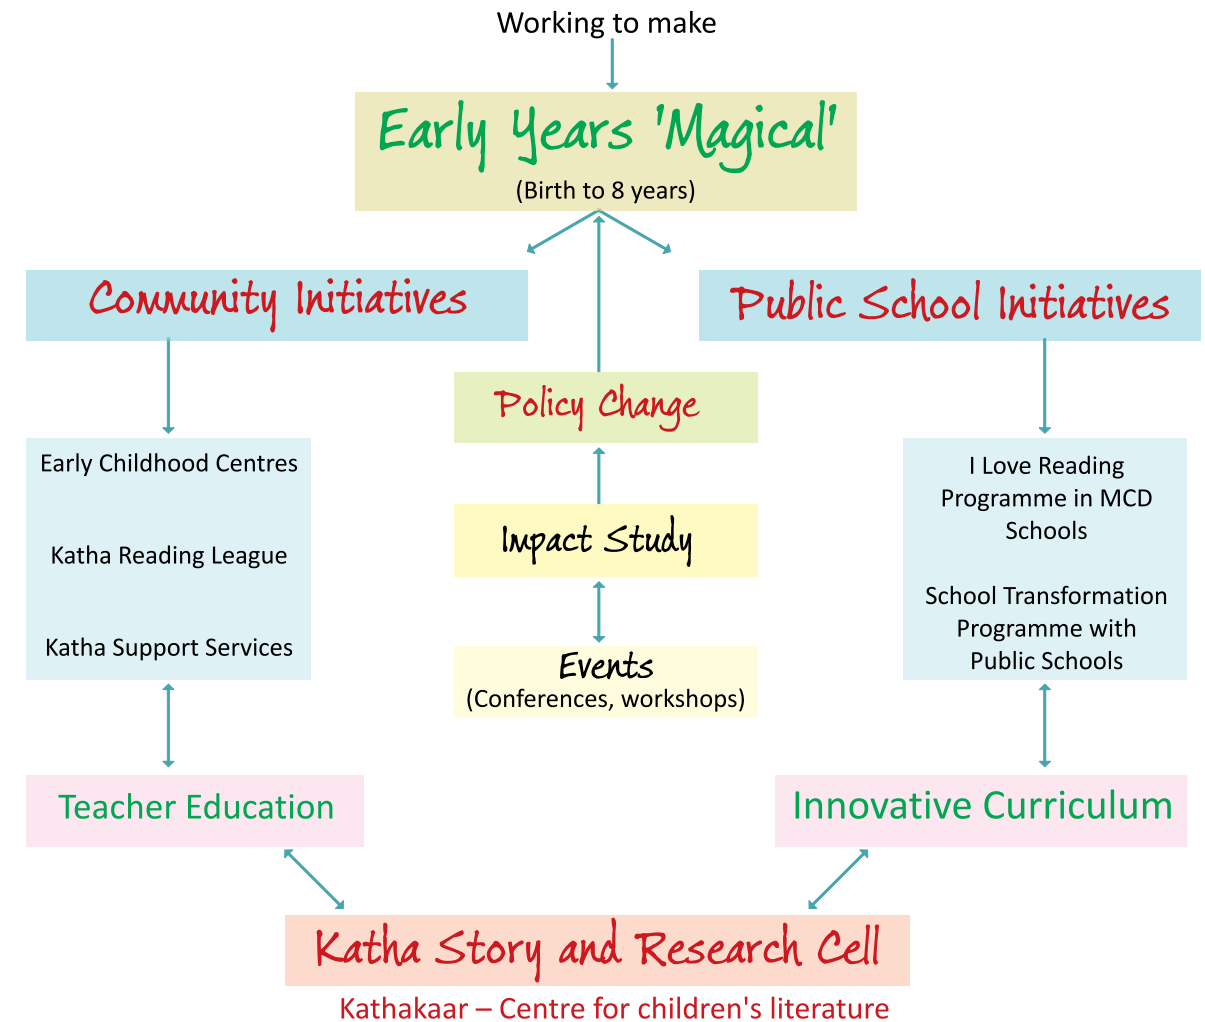 Working to make
Early Years 'Magical'
(Birth to 8 years)
Community Initiatives
Public School Initiatives
Policy Change
Early Childhood Centres
Katha Reading League
Katha Support Services
I Love Reading
Programme in MCD
Schools
School Transformation
Programme with
Public Schools
Impact Study
Events
(Conferences, workshops)
Teacher Education
Innovative Curriculum
Katha Story and Research Cell
Kathakaar – Centre for children's literature